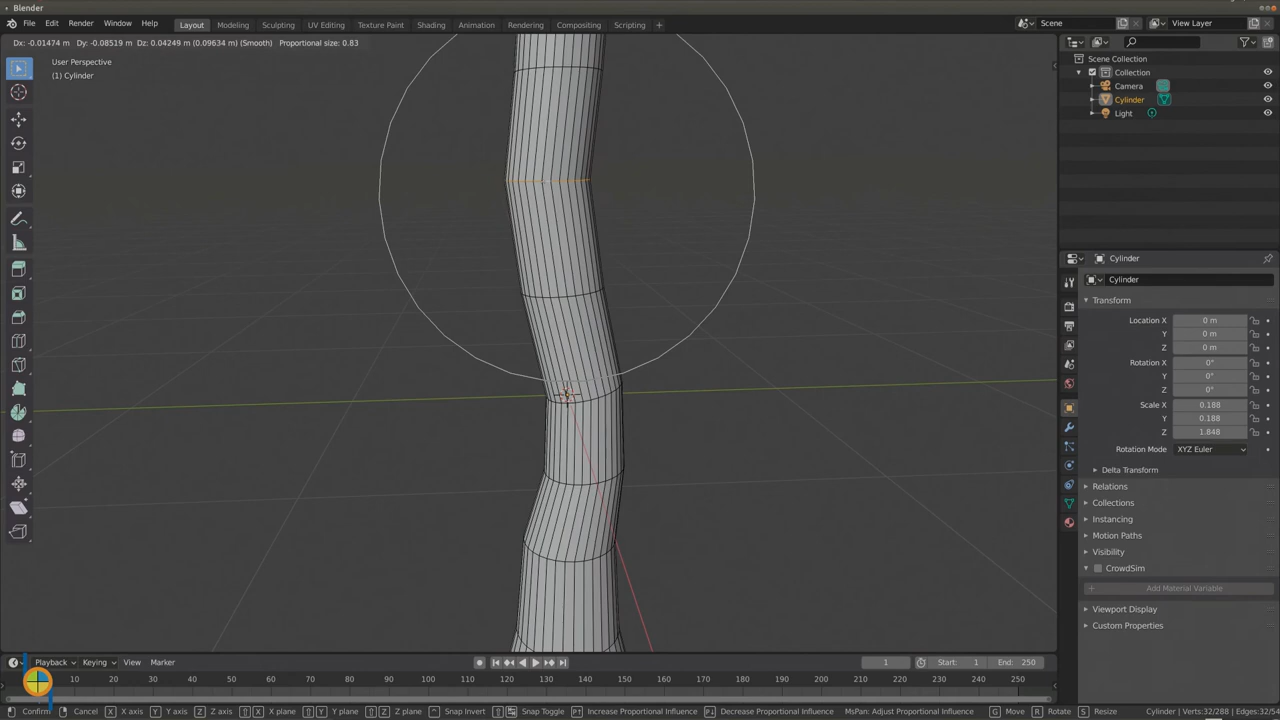 Blender
File Edit Render Window Help
Layout Modeling Sculpting UV Editing Texture Paint Shading Animation Rendering Compositing Scripting +
Scene
View Layer
Dx: -0.01474 m Dy: -0.08519 m Dz: 0.04249 m (0.09634 m) (Smooth) Proportional size: 0.83
User Perspective
(1) Cylinder
Scene Collection
Collection
Camera
Cylinder
Light
Cylinder
Cylinder
Transform
Location X 0 m
Y 0 m
Z 0 m
Rotation X 0°
Y 0°
Z 0°
Scale X 0.188
Y 0.188
Z 1.848
Rotation Mode XYZ Euler
Delta Transform
Relations
Collections
Instancing
Motion Paths
Visibility
CrowdSim
+ Add Material Variable
Viewport Display
Custom Properties
Playback Keying View Marker
1 Start: 1 End: 250
10 20 30 40 50 60 70 80 90 100 110 120 130 140 150 160 170 180 190 200 210 220 230 240 250
Confirm Cancel X X axis Y Y axis Z Z axis X X plane Y Y plane Z Z plane Snap Invert Snap Toggle Increase Proportional Influence Decrease Proportional Influence MsPan: Adjust Proportional Influence G Move R Rotate S Resize Cylinder | Verts:32/288 | Edges:32/54